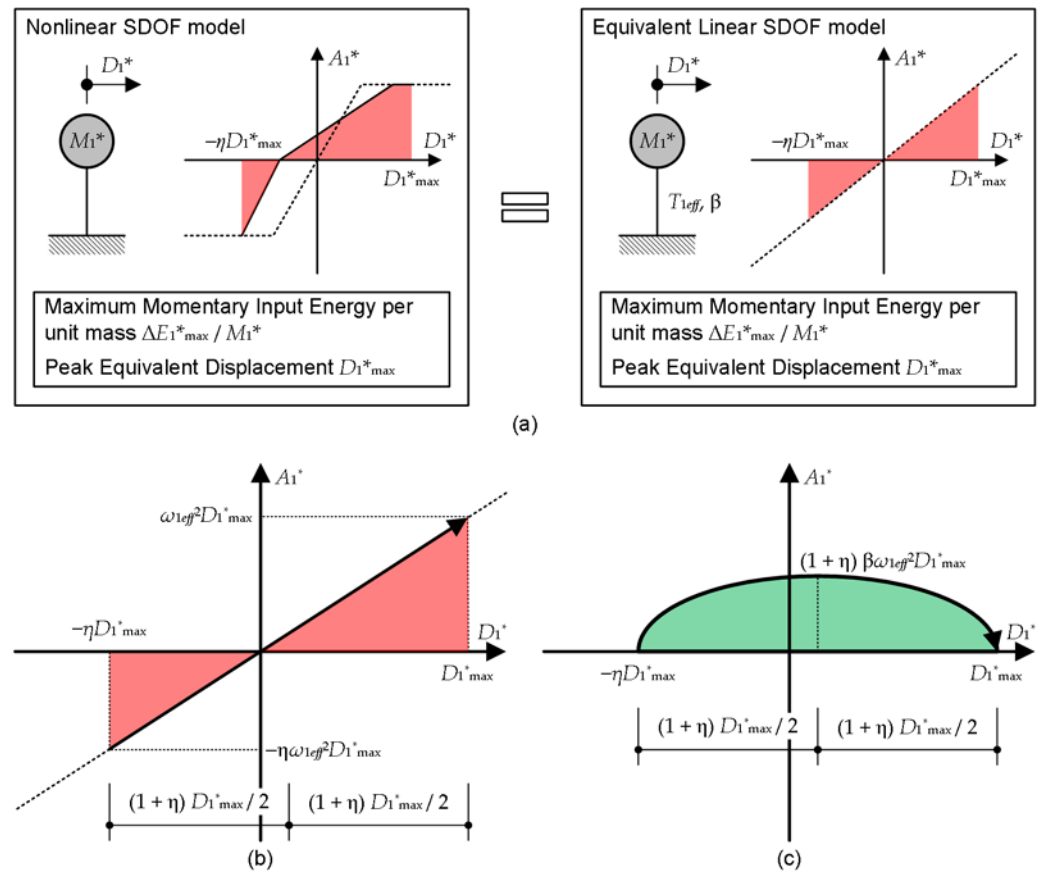 Nonlinear SDOF model
D₁*
M₁*
A₁*
−ηD₁*max
D₁*
D₁*max
Maximum Momentary Input Energy per
unit mass ΔE₁*max / M₁*
Peak Equivalent Displacement D₁*max
Equivalent Linear SDOF model
D₁*
M₁*
T₁eff, β
A₁*
−ηD₁*max
D₁*
D₁*max
Maximum Momentary Input Energy per
unit mass ΔE₁*max / M₁*
Peak Equivalent Displacement D₁*max
(a)
A₁*
ω₁eff²D₁*max
−ηD₁*max
D₁*
D₁*max
−ηω₁eff²D₁*max
(1+η) D₁*max / 2
(1+η) D₁*max / 2
(b)
A₁*
(1+η) βω₁eff²D₁*max
D₁*
−ηD₁*max
D₁*max
(1+η) D₁*max / 2
(1+η) D₁*max / 2
(c)